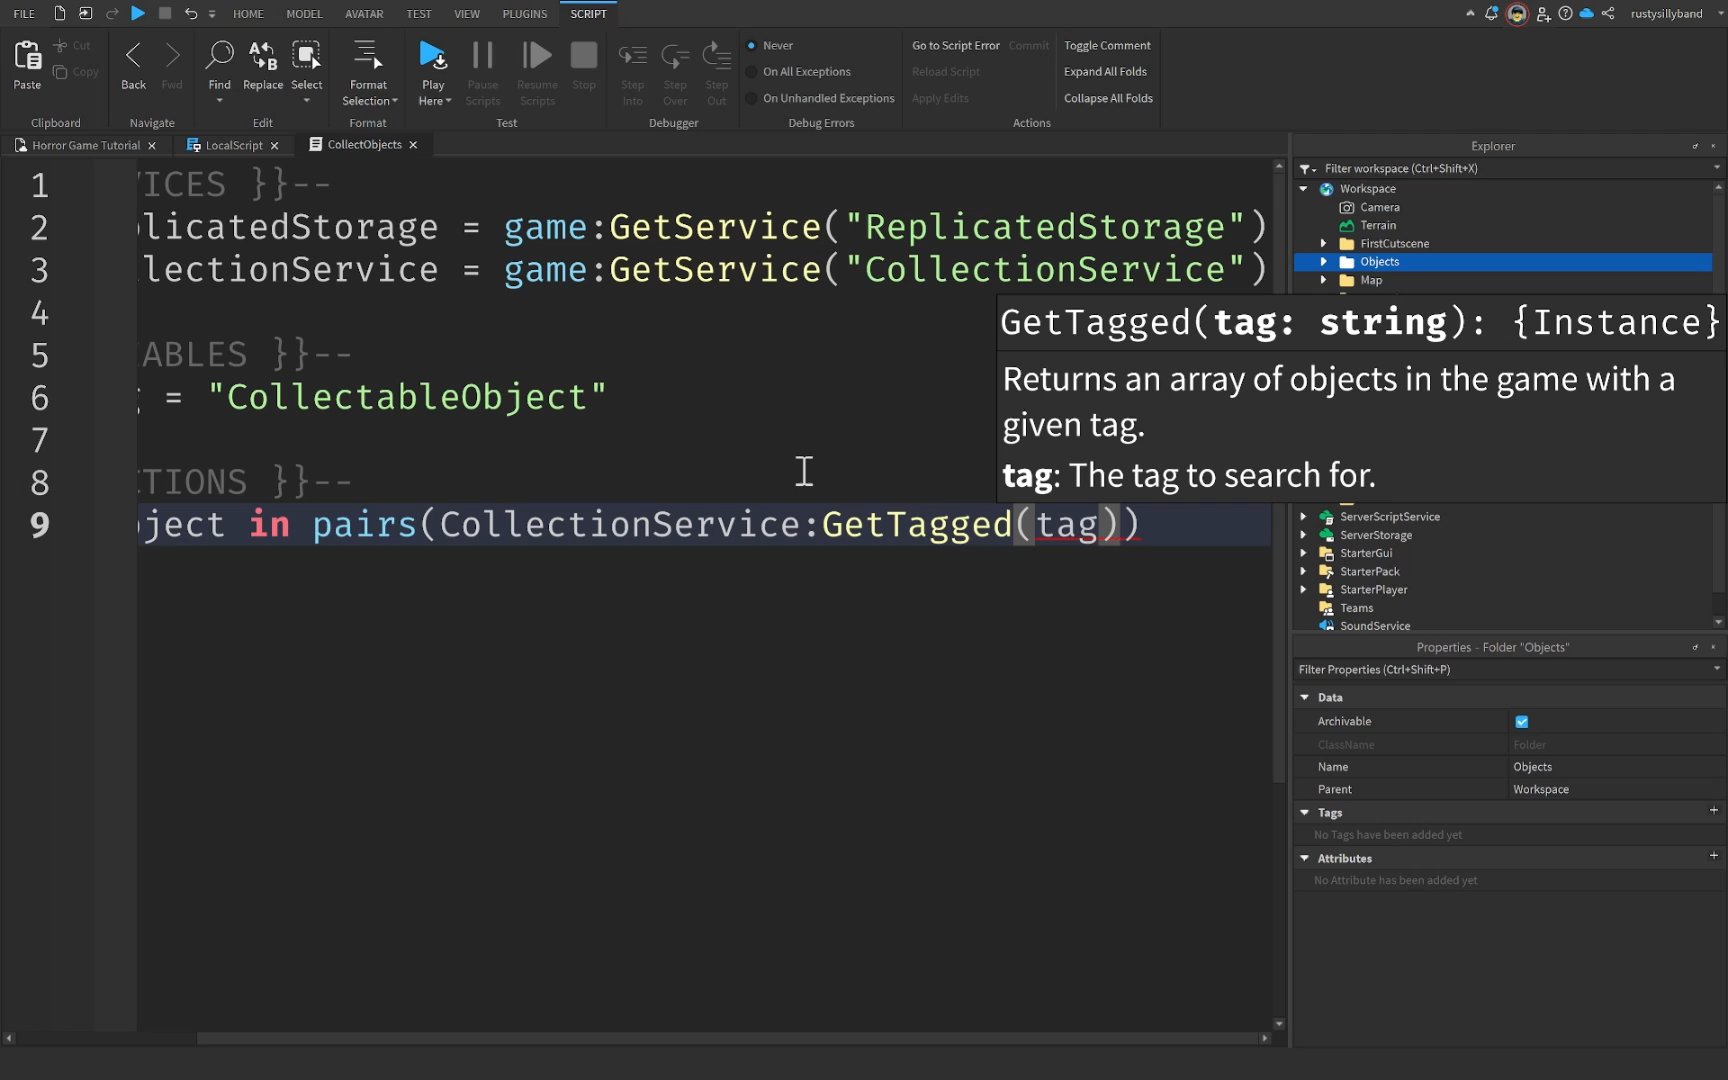 FILE HOME MODEL AVATAR TEST VIEW PLUGINS SCRIPT rustysillyband
Paste Cut Copy
Clipboard
Back Fwd
Navigate
Find Replace Select
Edit
Format Selection
Format
Play Here Pause Scripts Resume Scripts Stop
Test
Step Into Step Over Step Out
Debugger
Never
On All Exceptions
On Unhandled Exceptions
Debug Errors
Go to Script Error Commit Toggle Comment
Reload Script Expand All Folds
Apply Edits Collapse All Folds
Actions
Horror Game Tutorial × LocalScript × CollectObjects ×
1 VICES }}--
2 plicatedStorage = game:GetService("ReplicatedStorage")
3 llectionService = game:GetService("CollectionService")
4
5 IABLES }}--
6 g = "CollectableObject"
7
8 CTIONS }}--
9 bject in pairs(CollectionService:GetTagged(tag))
GetTagged(tag: string): {Instance}
Returns an array of objects in the game with a
given tag.
tag: The tag to search for.
Explorer
Filter workspace (Ctrl+Shift+X)
Workspace
Camera
Terrain
FirstCutscene
Objects
Map
ServerScriptService
ServerStorage
StarterGui
StarterPack
StarterPlayer
Teams
SoundService
Properties - Folder "Objects"
Filter Properties (Ctrl+Shift+P)
Data
Archivable
ClassName Folder
Name Objects
Parent Workspace
Tags +
No Tags have been added yet
Attributes +
No Attribute has been added yet